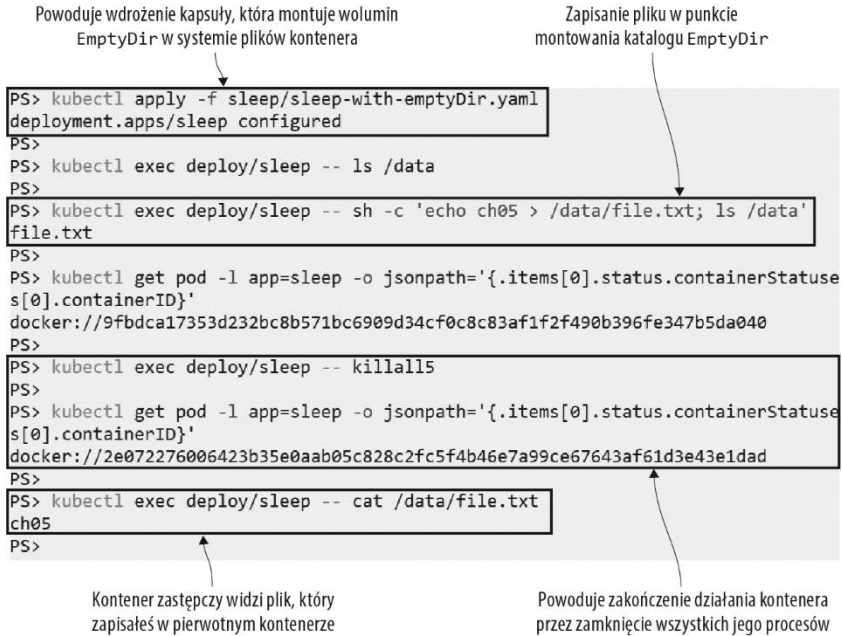 Powoduje wdrożenie kapsuły, która montuje wolumin
EmptyDir w systemie plików kontenera
Zapisanie pliku w punkcie
montowania katalogu EmptyDir
PS> kubectl apply -f sleep/sleep-with-emptyDir.yaml
deployment.apps/sleep configured
PS>
PS> kubectl exec deploy/sleep -- ls /data
PS>
PS> kubectl exec deploy/sleep -- sh -c 'echo ch05 > /data/file.txt; ls /data'
file.txt
PS>
PS> kubectl get pod -l app=sleep -o jsonpath='{.items[0].status.containerStatuse
s[0].containerID}'
docker://9fbdca17353d232bc8b571bc6909d34cf0c8c83af1f2f490b396fe347b5da040
PS>
PS> kubectl exec deploy/sleep -- killall5
PS>
PS> kubectl get pod -l app=sleep -o jsonpath='{.items[0].status.containerStatuse
s[0].containerID}'
docker://2e072276006423b35e0aab05c828c2fc5f4b46e7a99ce67643af61d3e43e1dad
PS>
PS> kubectl exec deploy/sleep -- cat /data/file.txt
ch05
PS>
Kontener zastępczy widzi plik, który
zapisałeś w pierwotnym kontenerze
Powoduje zakończenie działania kontenera
przez zamknięcie wszystkich jego procesów